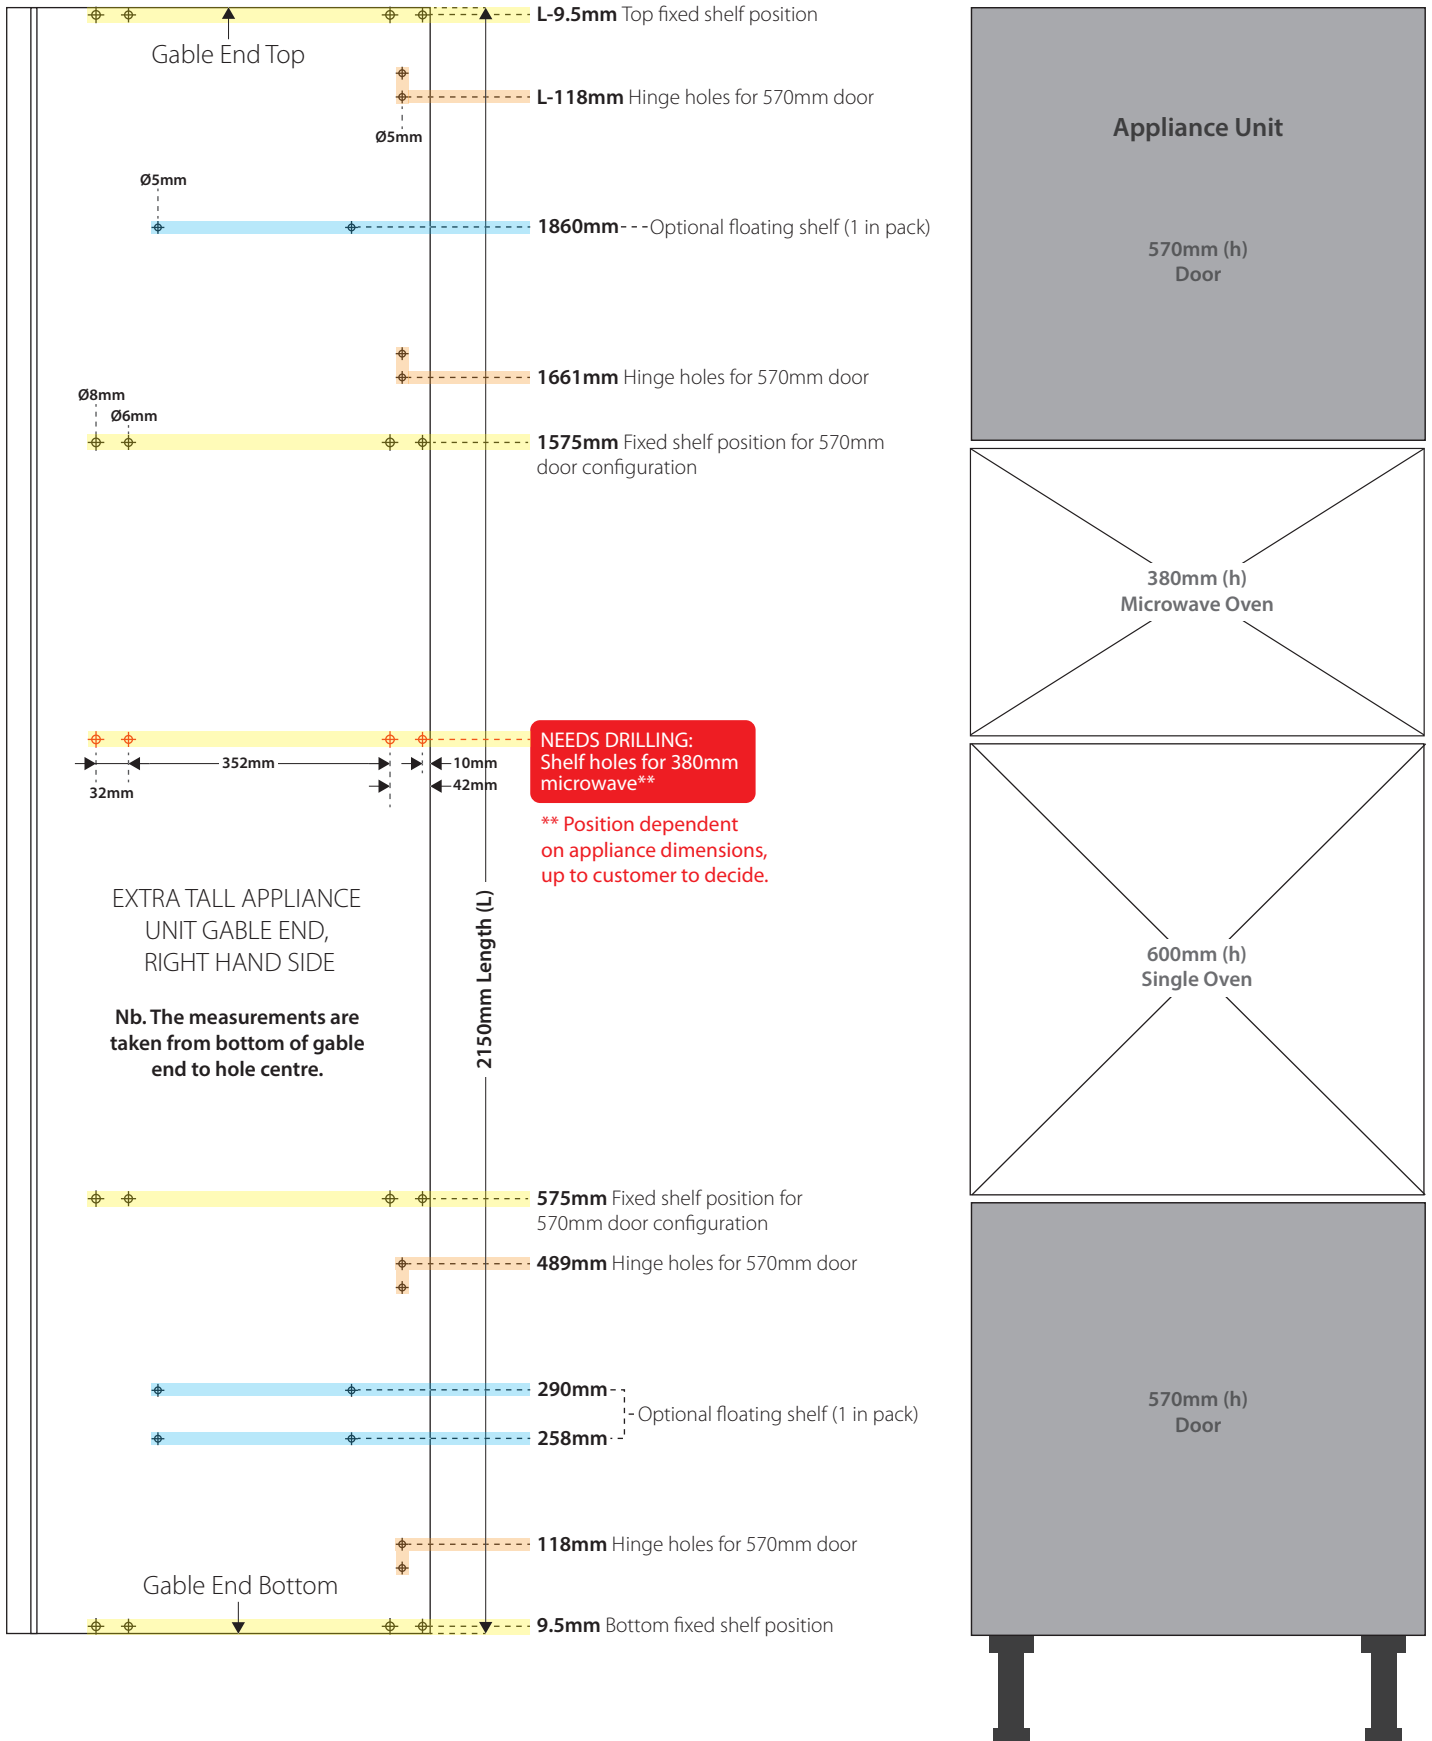 L-9.5mm Top fixed shelf position
Gable End Top
L-118mm Hinge holes for 570mm door
Ø5mm
Ø5mm
1860mm Optional floating shelf (1 in pack)
1661mm Hinge holes for 570mm door
Ø8mm
Ø6mm
1575mm Fixed shelf position for 570mm
door configuration
NEEDS DRILLING:
Shelf holes for 380mm
microwave**
352mm
10mm
32mm
42mm
** Position dependent
on appliance dimensions,
up to customer to decide.
EXTRA TALL APPLIANCE
UNIT GABLE END,
RIGHT HAND SIDE
Nb. The measurements are
taken from bottom of gable
end to hole centre.
2150mm Length (L)
575mm Fixed shelf position for
570mm door configuration
489mm Hinge holes for 570mm door
290mm
Optional floating shelf (1 in pack)
258mm
118mm Hinge holes for 570mm door
Gable End Bottom
9.5mm Bottom fixed shelf position
Appliance Unit
570mm (h)
Door
380mm (h)
Microwave Oven
600mm (h)
Single Oven
570mm (h)
Door